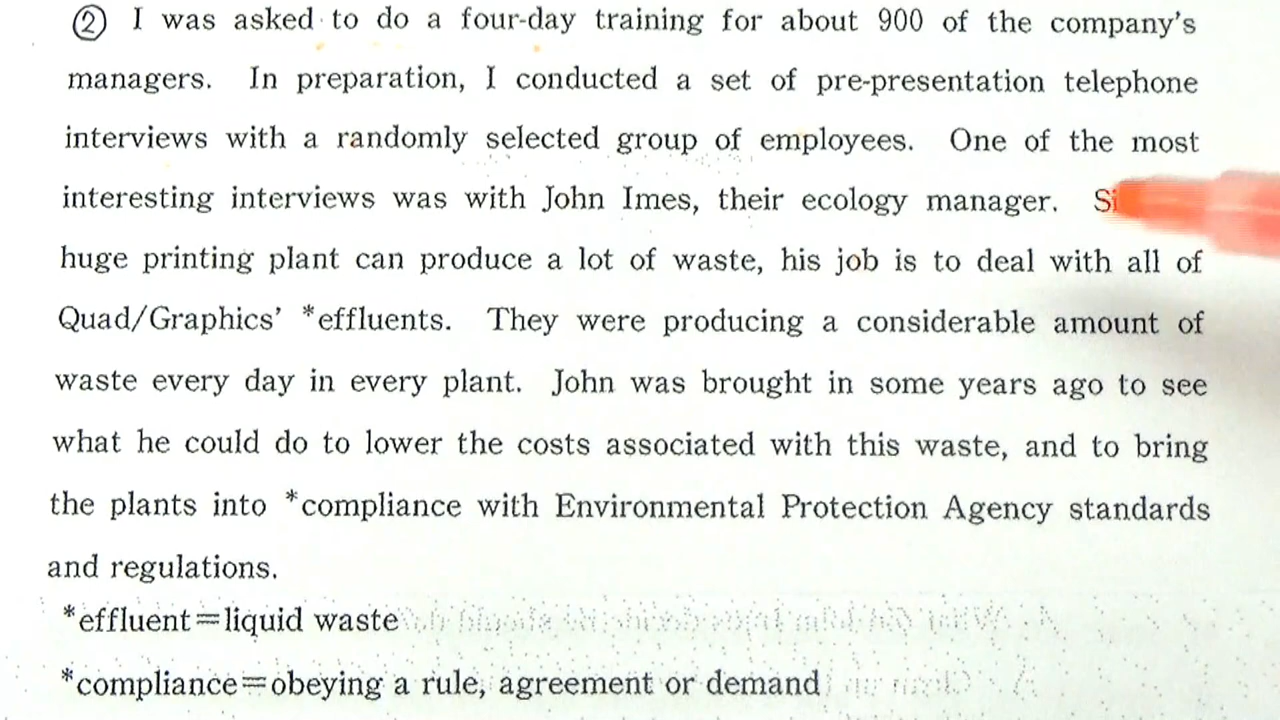 ② I was asked to do a four-day training for about 900 of the company's
managers. In preparation, I conducted a set of pre-presentation telephone
interviews with a randomly selected group of employees. One of the most
interesting interviews was with John Imes, their ecology manager.
huge printing plant can produce a lot of waste, his job is to deal with all of
Quad/Graphics' *effluents. They were producing a considerable amount of
waste every day in every plant. John was brought in some years ago to see
what he could do to lower the costs associated with this waste, and to bring
the plants into *compliance with Environmental Protection Agency standards
and regulations.
*effluent=liquid waste
*compliance=obeying a rule, agreement or demand